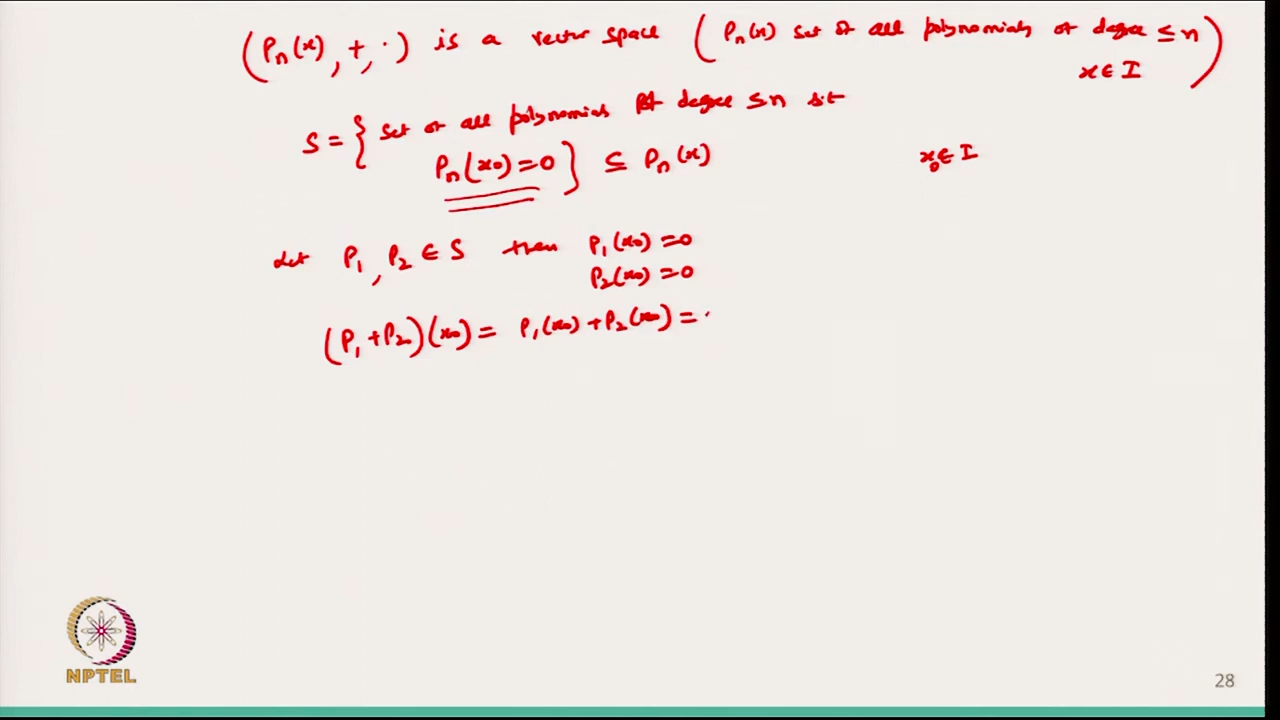 (Pn(x), +, ·) is a vector space (Pn(x) set of all polynomials of degree ≤ n)
x ∈ I
S = { set of all polynomials of degree ≤ n s.t
Pn(x0) = 0 } ⊆ Pn(x)
x0 ∈ I
Let P1, P2 ∈ S then P1(x0) = 0
P2(x0) = 0
(P1 + P2)(x0) = P1(x0) + P2(x0) =
NPTEL
28